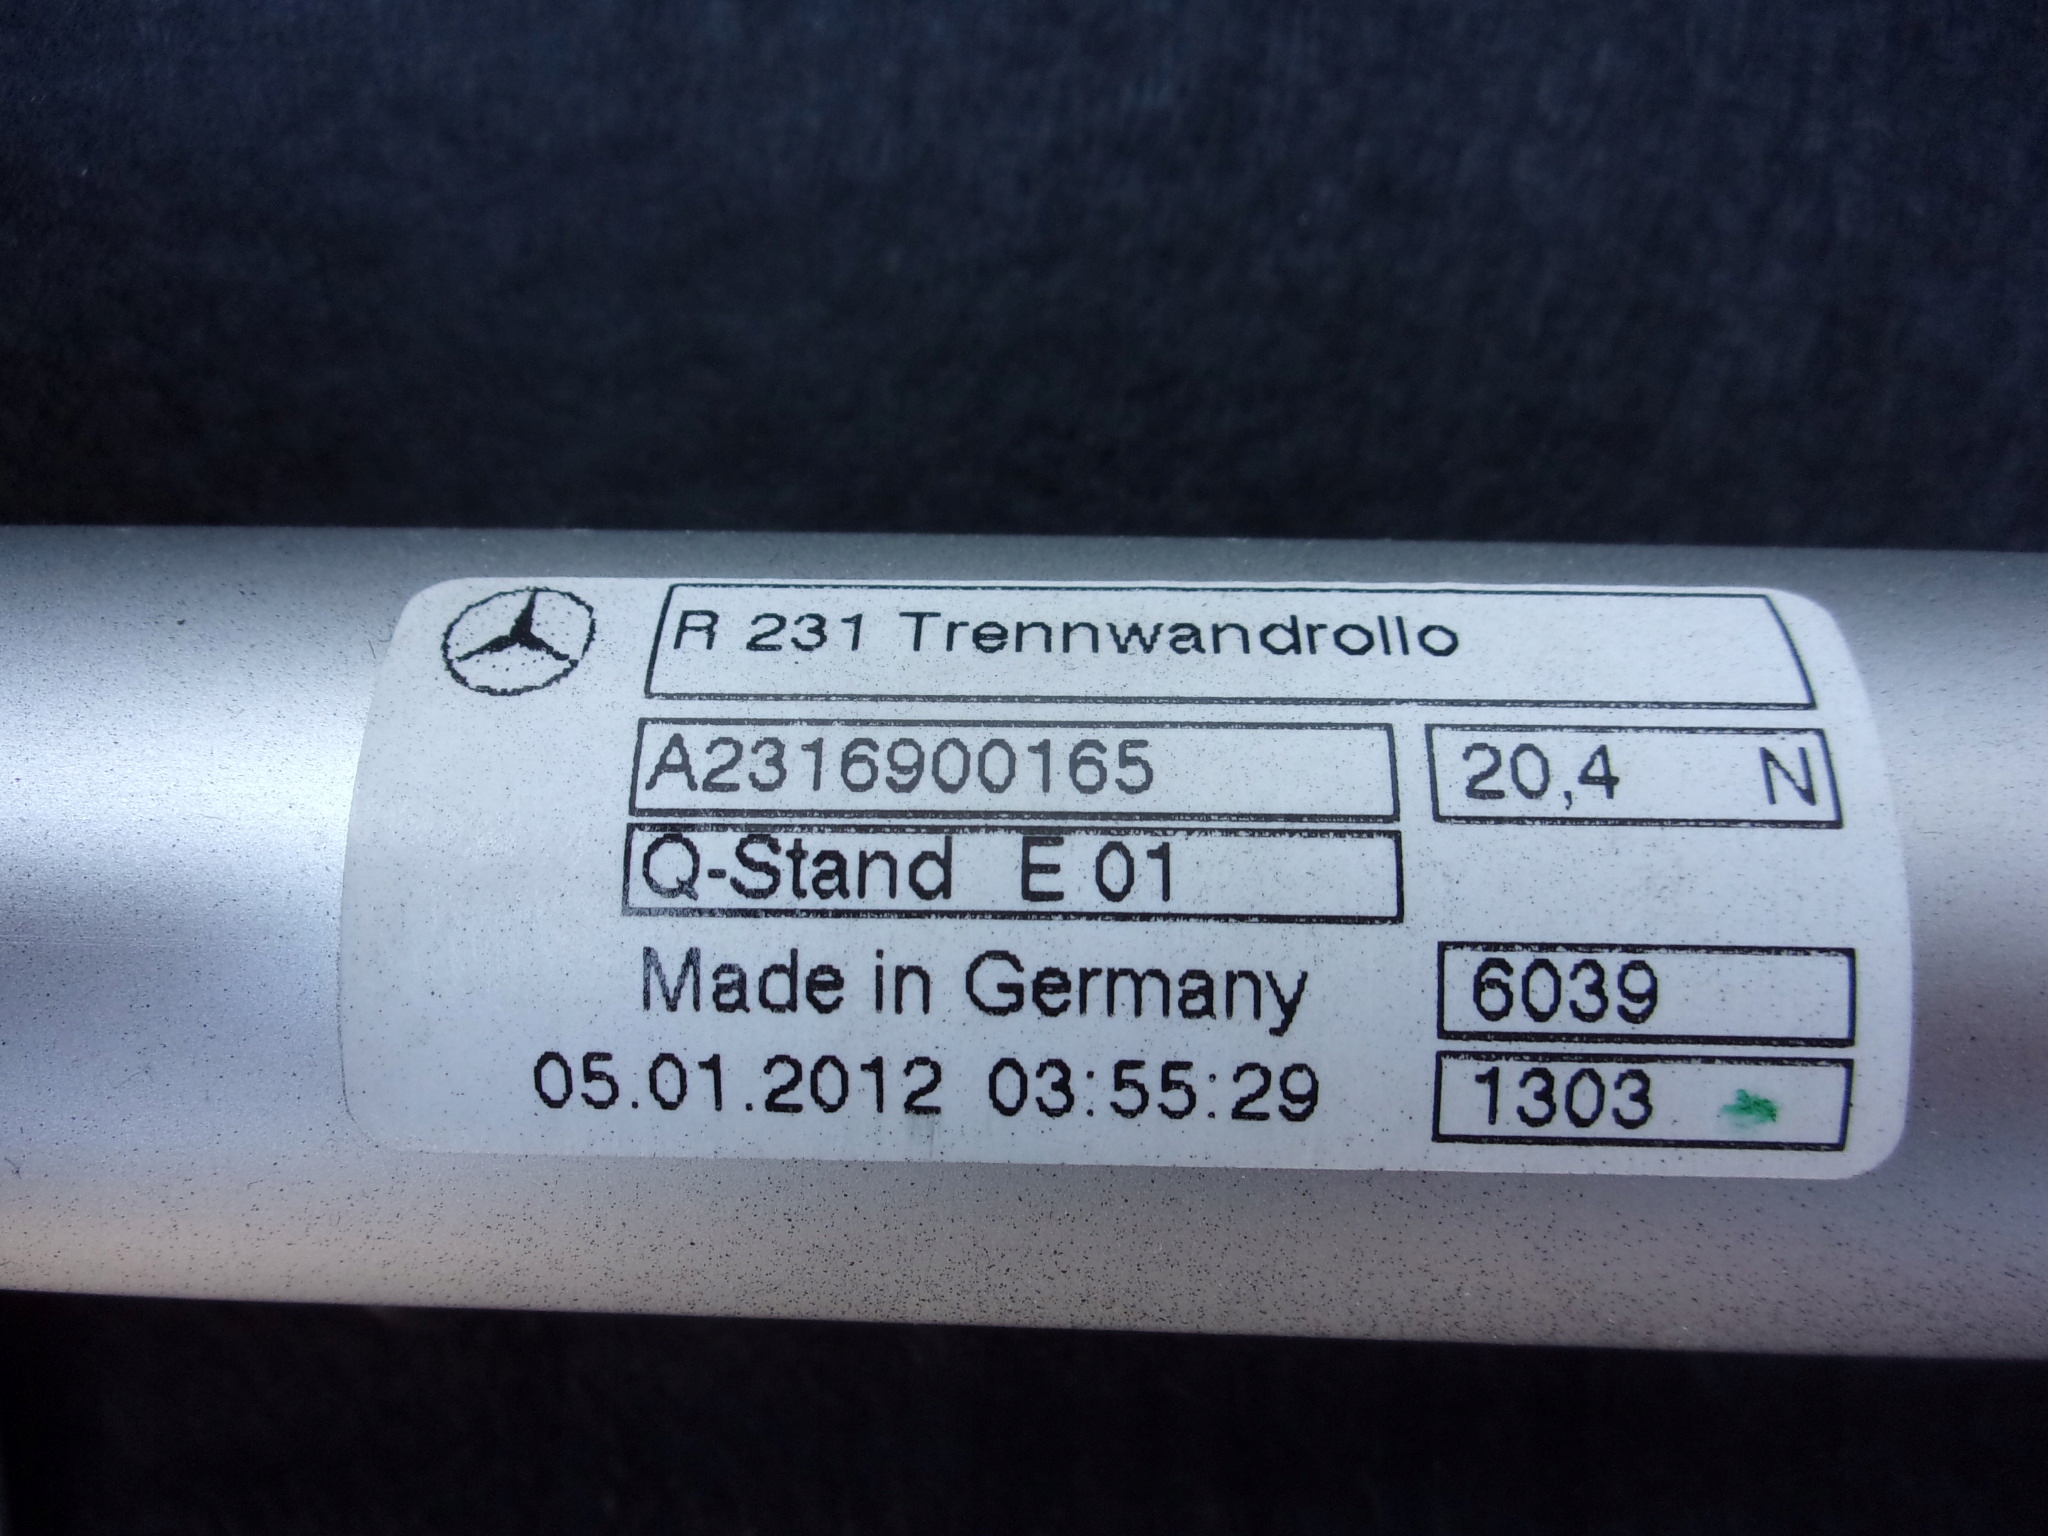 R 231 Trennwandrollo
A2316900165 20,4 N
Q-Stand E 01
Made in Germany 6039
05.01.2012 03:55:29 1303